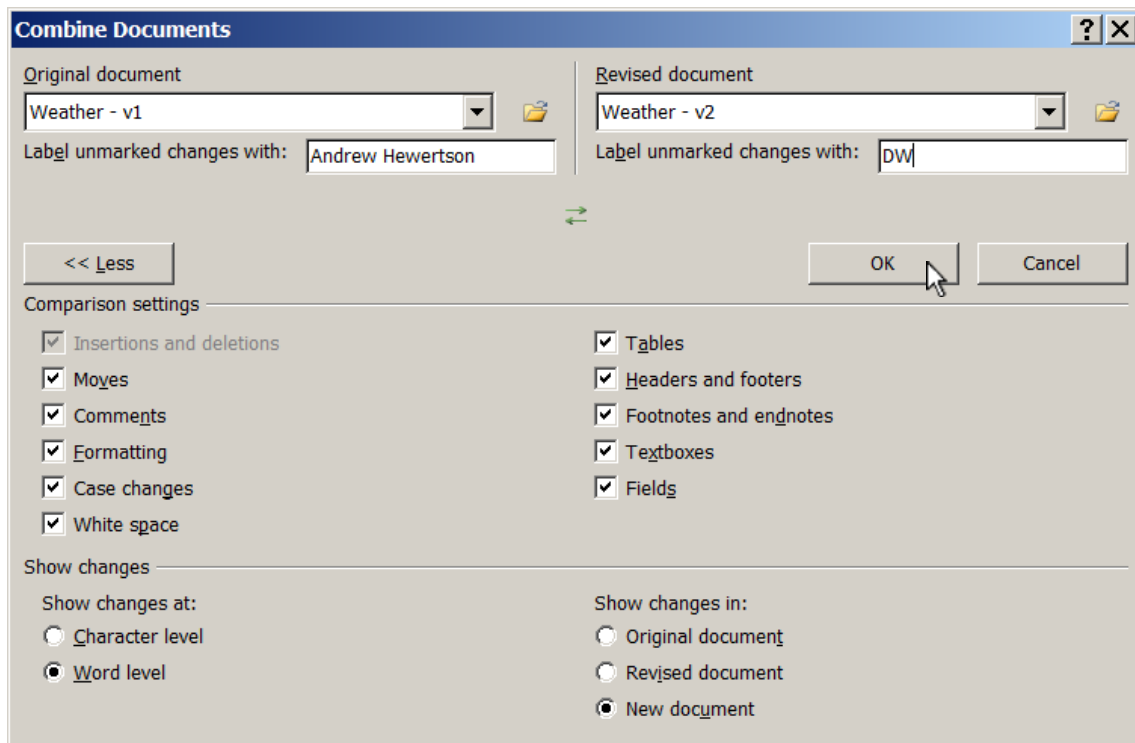 Combine Documents
Original document
Weather - v1
Label unmarked changes with: Andrew Hewertson
Revised document
Weather - v2
Label unmarked changes with: DW
<< Less
OK
Cancel
Comparison settings
Insertions and deletions
Moves
Comments
Formatting
Case changes
White space
Tables
Headers and footers
Footnotes and endnotes
Textboxes
Fields
Show changes
Show changes at:
Character level
Word level
Show changes in:
Original document
Revised document
New document